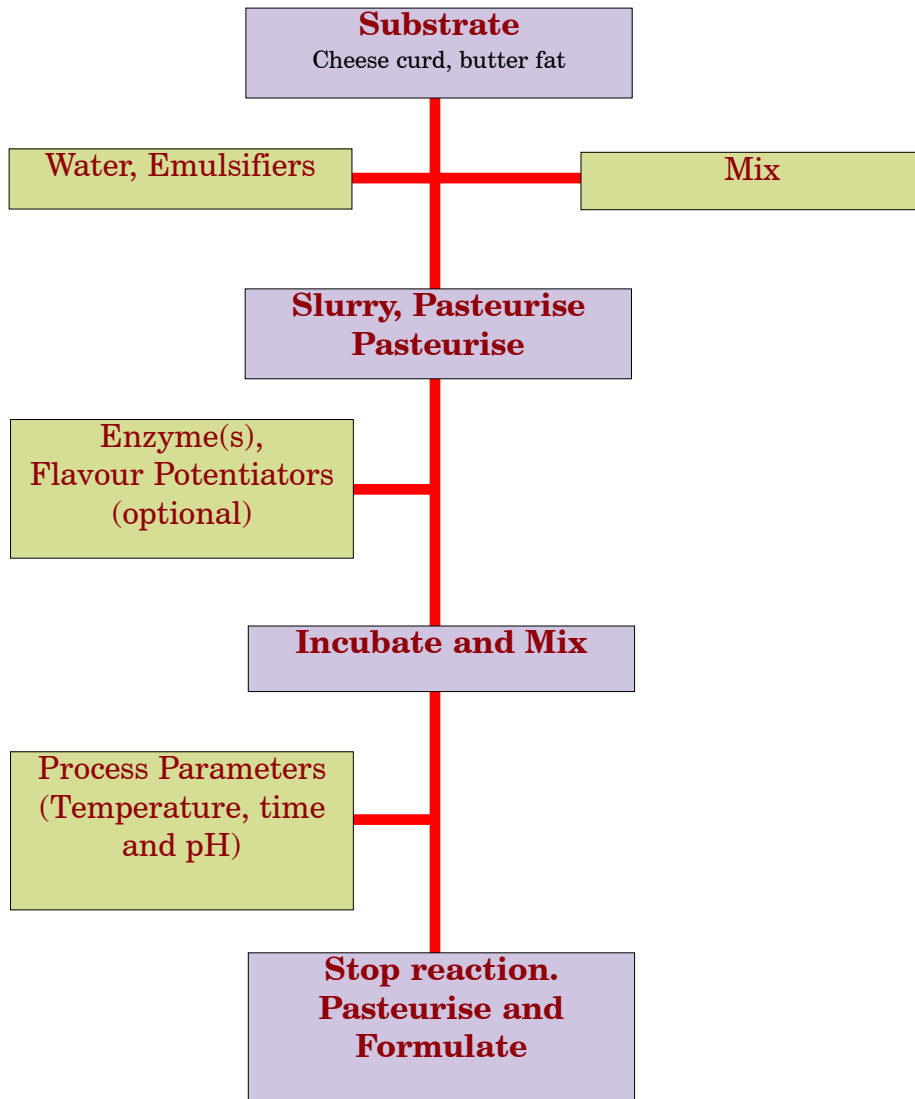 Substrate
Cheese curd, butter fat
Water, Emulsifiers
Mix
Slurry, Pasteurise
Pasteurise
Enzyme(s),
Flavour Potentiators
(optional)
Incubate and Mix
Process Parameters
(Temperature, time
and pH)
Stop reaction.
Pasteurise and
Formulate